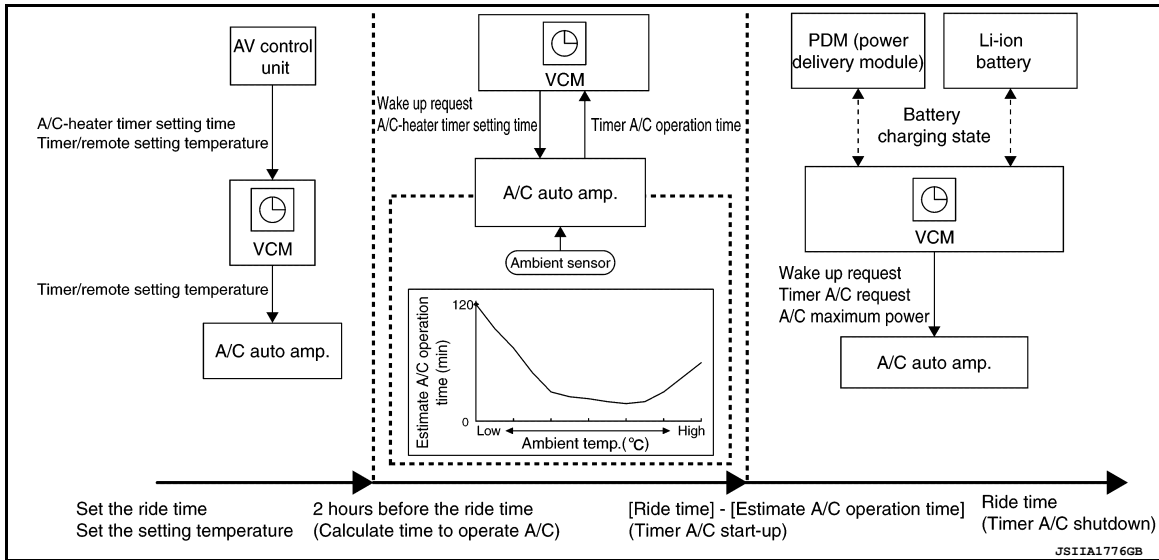 AV control
unit
A/C-heater timer setting time
Timer/remote setting temperature
VCM
Timer/remote setting temperature
A/C auto amp.
VCM
Wake up request
A/C-heater timer setting time
Timer A/C operation time
A/C auto amp.
Ambient sensor
Estimate A/C operation
time (min)
120
0
Low
High
Ambient temp.(°C)
PDM (power
delivery module)
Li-ion
battery
Battery
charging state
VCM
Wake up request
Timer A/C request
A/C maximum power
A/C auto amp.
Set the ride time
Set the setting temperature
2 hours before the ride time
(Calculate time to operate A/C)
[Ride time] - [Estimate A/C operation time]
(Timer A/C start-up)
Ride time
(Timer A/C shutdown)
JSIIA1776GB